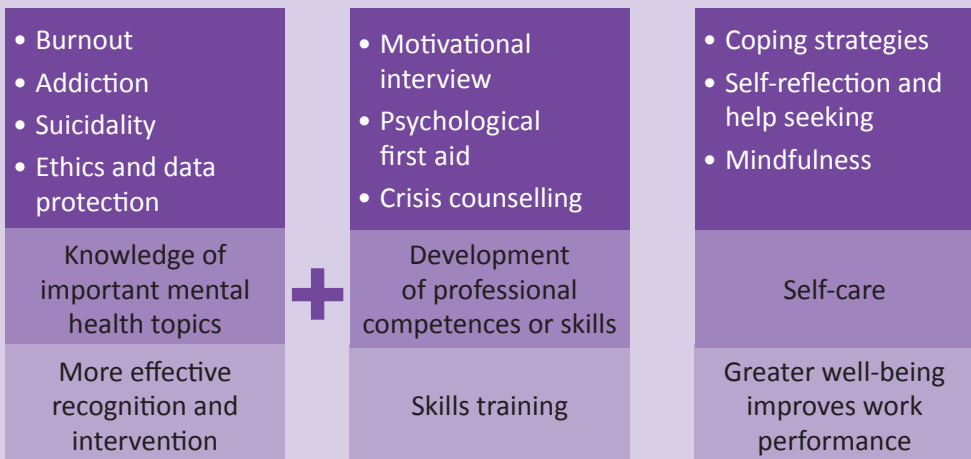 • Burnout
• Addiction
• Suicidality
• Ethics and data
protection
Knowledge of
important mental
health topics
More effective
recognition and
intervention
+
• Motivational
interview
• Psychological
first aid
• Crisis counselling
Development
of professional
competences or skills
Skills training
• Coping strategies
• Self-reflection and
help seeking
• Mindfulness
Self-care
Greater well-being
improves work
performance